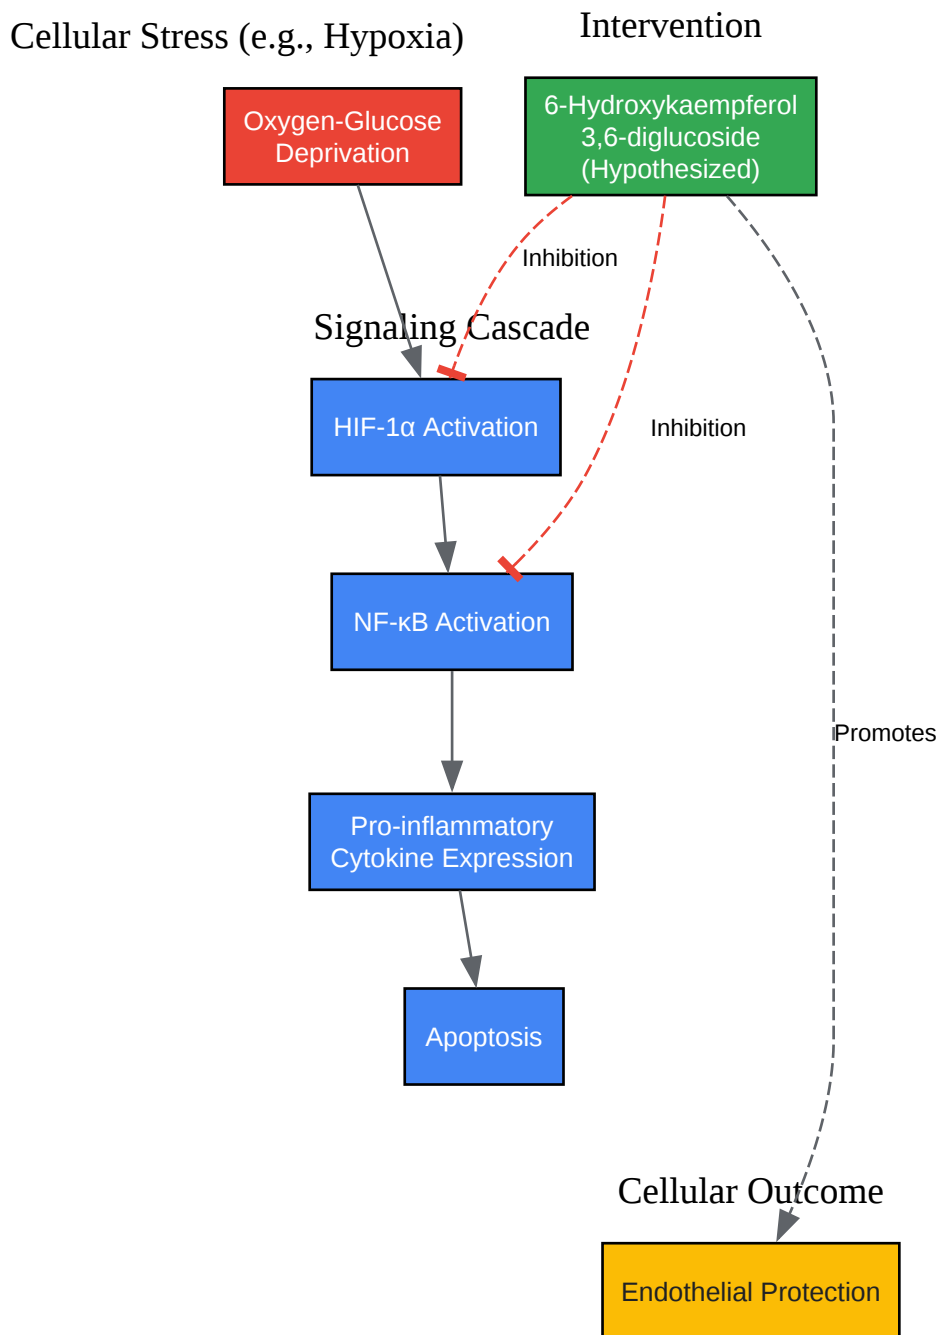 Cellular Stress (e.g., Hypoxia)
Intervention
Oxygen-Glucose
Deprivation
6-Hydroxykaempferol
3,6-diglucoside
(Hypothesized)
Inhibition
Signaling Cascade
HIF-1α Activation
Inhibition
NF-κB Activation
Promotes
Pro-inflammatory
Cytokine Expression
Apoptosis
Cellular Outcome
Endothelial Protection